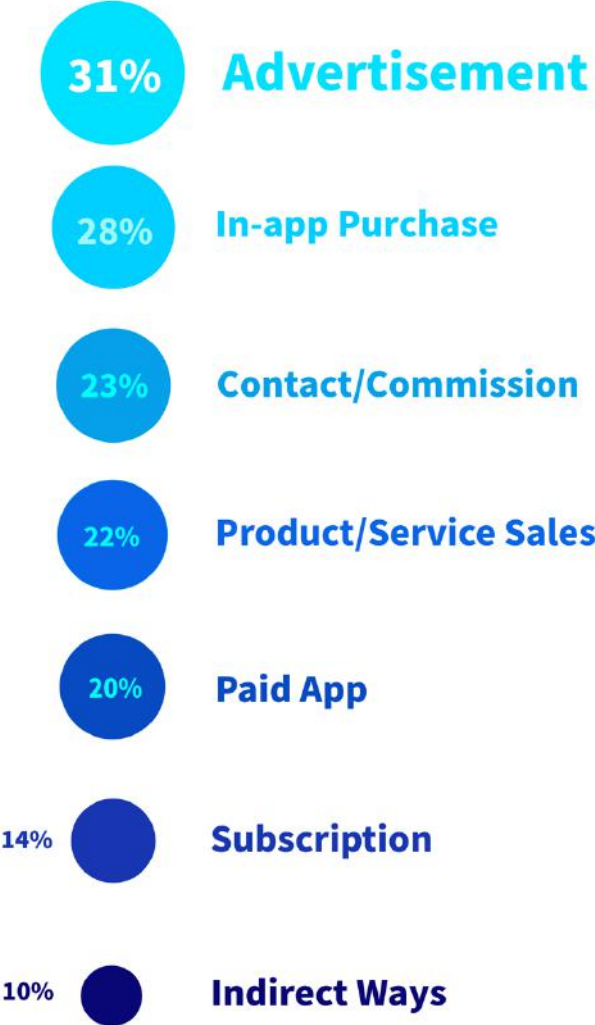 31% Advertisement
28% In-app Purchase
23% Contact/Commission
22% Product/Service Sales
20% Paid App
14% Subscription
10% Indirect Ways